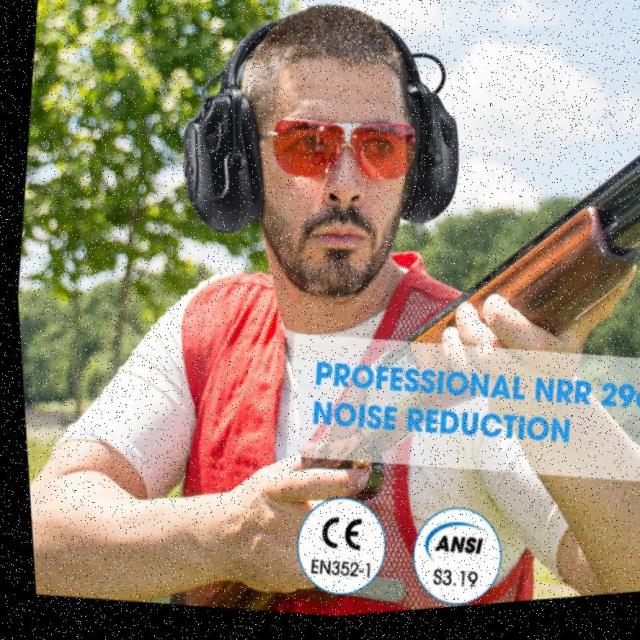 PROFESSIONAL NRR
NOISE REDUCTION
CE
EN352-1
ANSI
S3.19